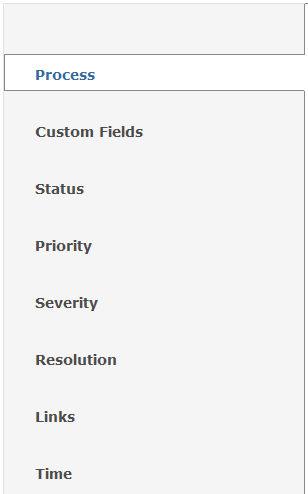 Process
Custom Fields
Status
Priority
Severity
Resolution
Links
Time